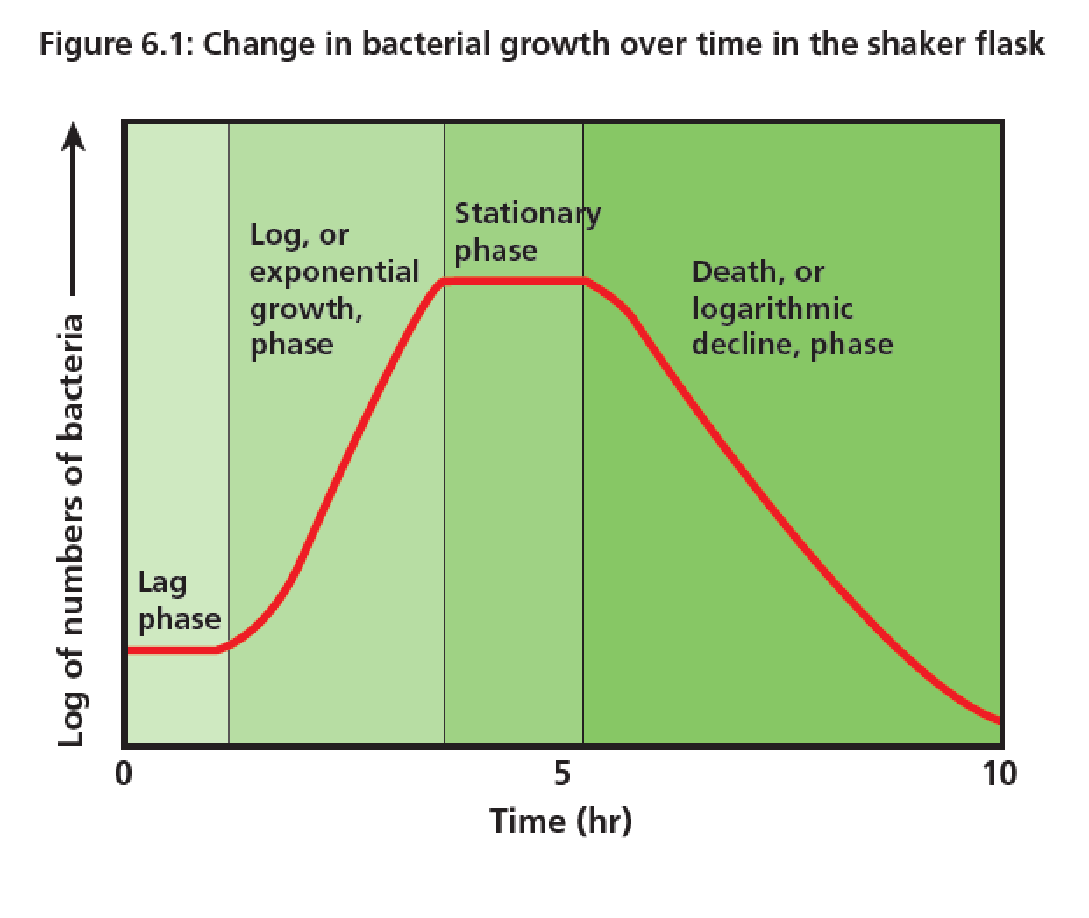 Figure 6.1: Change in bacterial growth over time in the shaker flask
Log of numbers of bacteria
Lag
phase
Log, or
exponential
growth,
phase
Stationary
phase
Death, or
logarithmic
decline, phase
0
5
10
Time (hr)